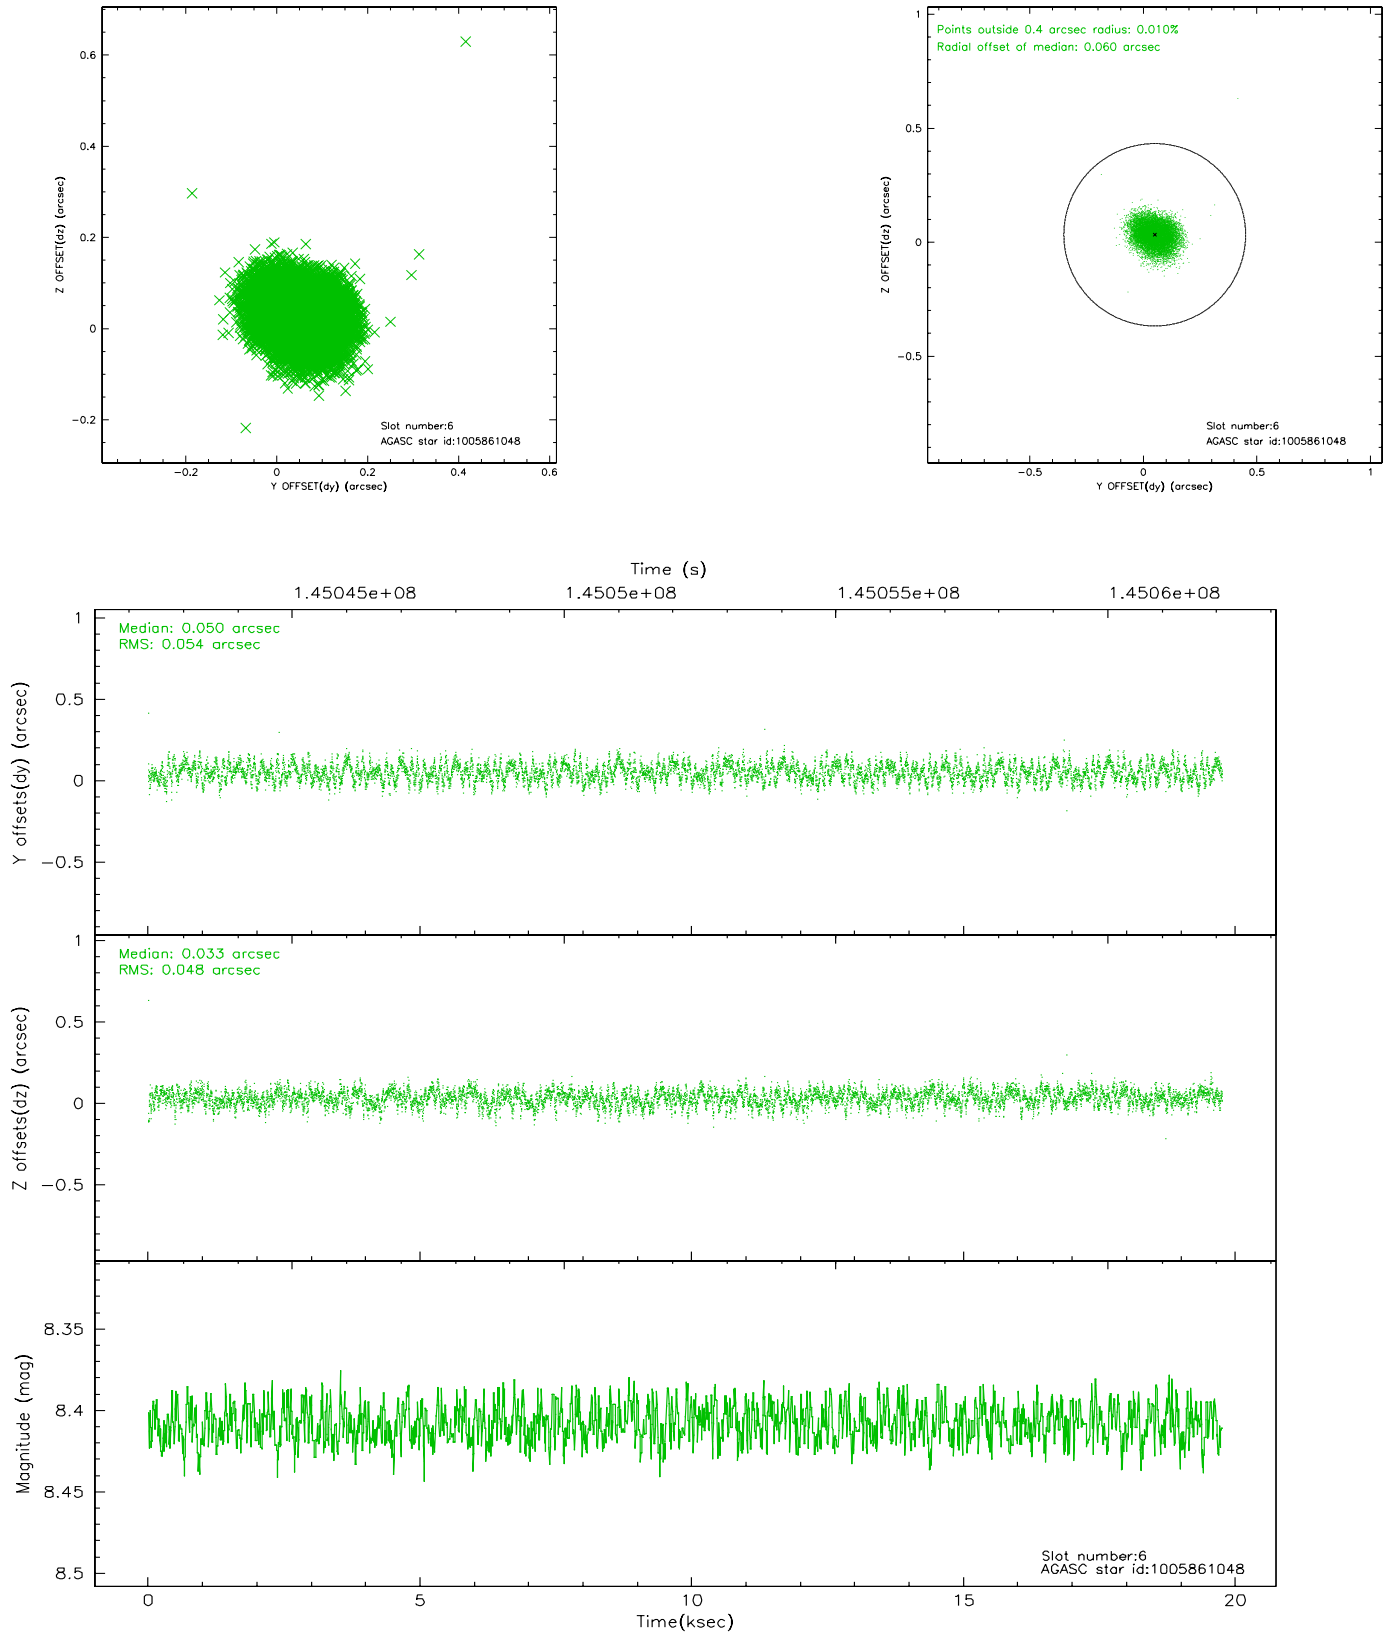 0.6
0.4
0.2
0
−0.2
Z OFFSET(dz) (arcsec)
Slot number:6
AGASC star id:1005861048
−0.2 0 0.2 0.4 0.6
Y OFFSET(dy) (arcsec)
Points outside 0.4 arcsec radius: 0.010%
Radial offset of median: 0.060 arcsec
1
0.5
0
−0.5
Z OFFSET(dz) (arcsec)
Slot number:6
AGASC star id:1005861048
−0.5 0 0.5 1
Y OFFSET(dy) (arcsec)
Time (s)
1.45045e+08 1.4505e+08 1.45055e+08 1.4506e+08
Median: 0.050 arcsec
RMS: 0.054 arcsec
1
0.5
0
−0.5
Y offsets(dy) (arcsec)
Median: 0.033 arcsec
RMS: 0.048 arcsec
1
0.5
0
−0.5
Z offsets(dz) (arcsec)
8.35
8.4
8.45
8.5
Magnitude (mag)
Slot number:6
AGASC star id:1005861048
0 5 10 15 20
Time(ksec)